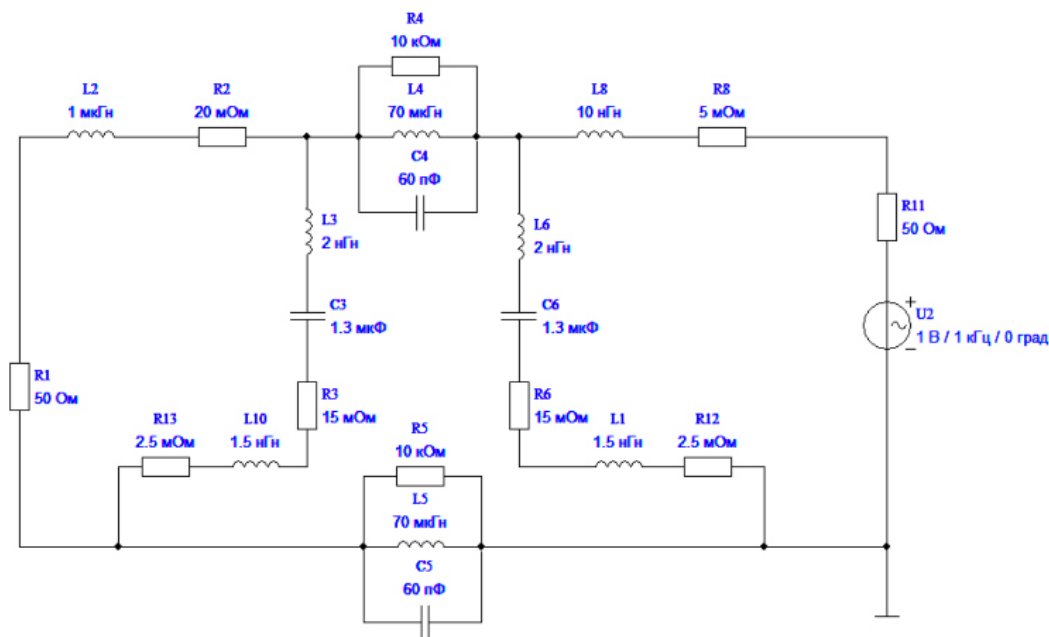 R4
10 кОм
L2
1 мкГн
R2
20 мОм
L4
70 мкГн
L8
10 нГн
R8
5 мОм
C4
60 пФ
L3
2 нГн
L6
2 нГн
R11
50 Ом
C3
1.3 мкФ
C6
1.3 мкФ
+
U2
1 В / 1 кГц / 0 град
−
R1
50 Ом
R3
15 мОм
R6
15 мОм
R13
2.5 мОм
L10
1.5 нГн
R5
10 кОм
L1
1.5 нГн
R12
2.5 мОм
L5
70 мкГн
C5
60 пФ